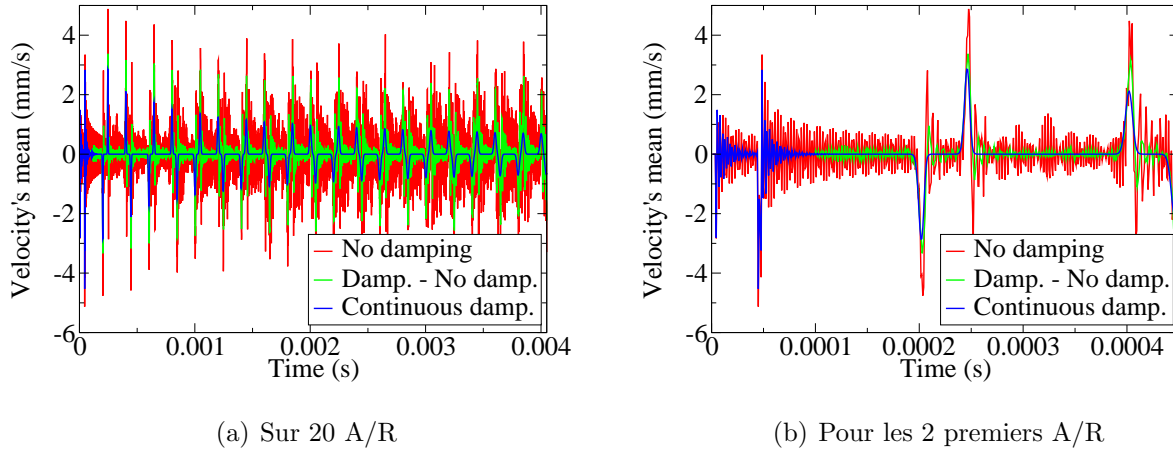 4
2
0
-2
-4
-6
Velocity's mean (mm/s)
No damping
Damp. - No damp.
Continuous damp.
0 0.001 0.002 0.003 0.004
Time (s)
(a) Sur 20 A/R
4
2
0
-2
-4
-6
Velocity's mean (mm/s)
No damping
Damp. - No damp.
Continuous damp.
0 0.0001 0.0002 0.0003 0.0004
Time (s)
(b) Pour les 2 premiers A/R